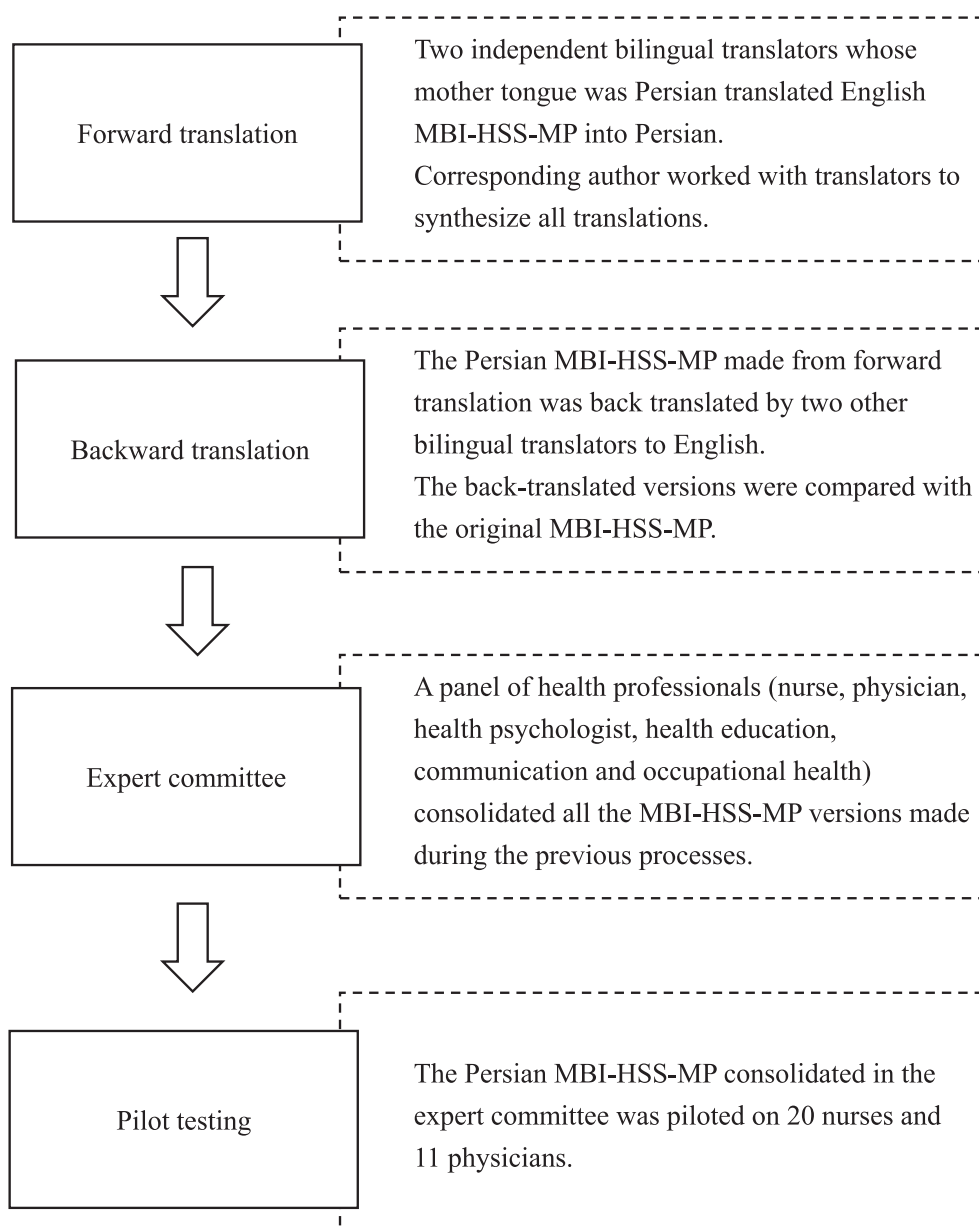 Forward translation
Two independent bilingual translators whose
mother tongue was Persian translated English
MBI-HSS-MP into Persian.
Corresponding author worked with translators to
synthesize all translations.
Backward translation
The Persian MBI-HSS-MP made from forward
translation was back translated by two other
bilingual translators to English.
The back-translated versions were compared with
the original MBI-HSS-MP.
Expert committee
A panel of health professionals (nurse, physician,
health psychologist, health education,
communication and occupational health)
consolidated all the MBI-HSS-MP versions made
during the previous processes.
Pilot testing
The Persian MBI-HSS-MP consolidated in the
expert committee was piloted on 20 nurses and
11 physicians.